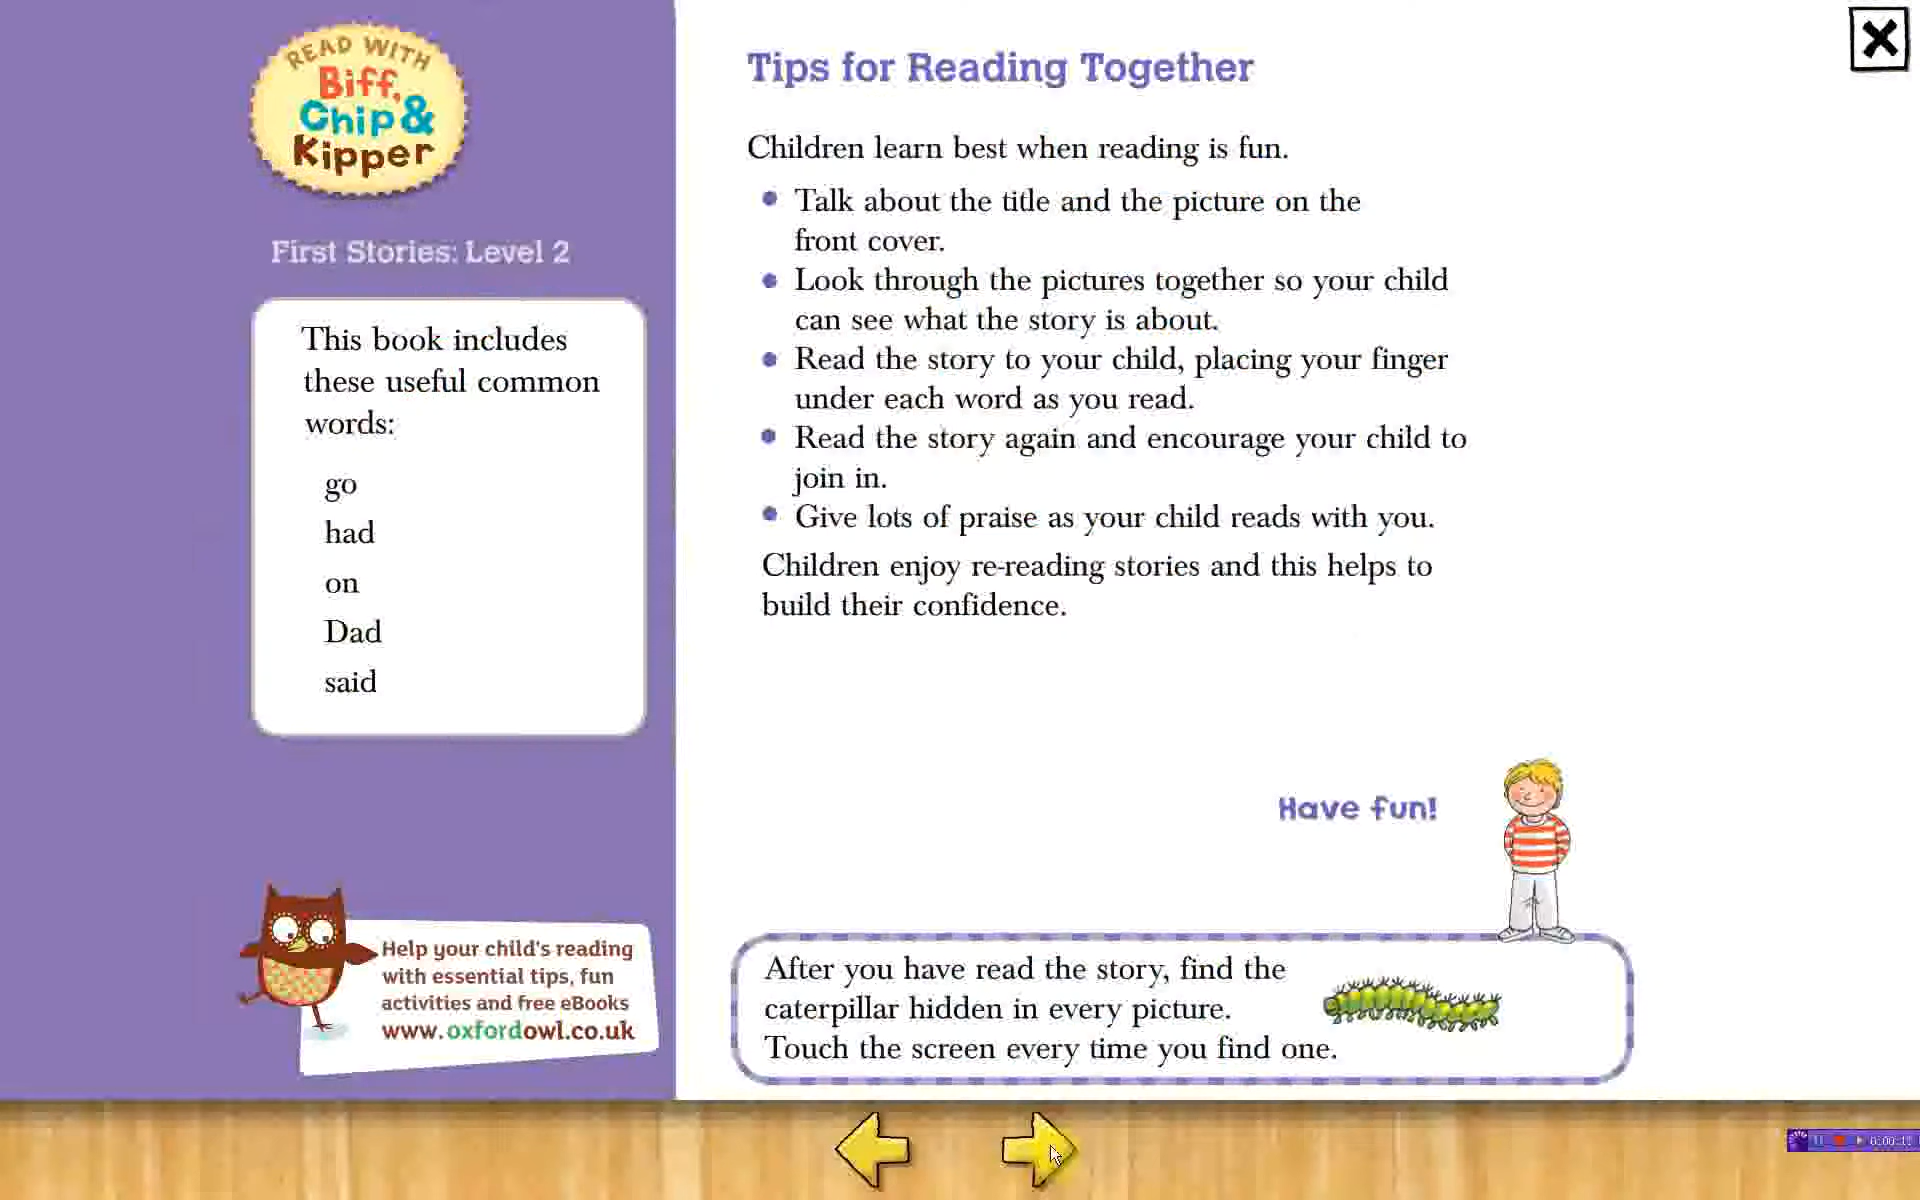 READ WITH
Biff,
Chip &
Kipper
First Stories: Level 2
This book includes
these useful common
words:
go
had
on
Dad
said
Help your child's reading
with essential tips, fun
activities and free eBooks
www.oxfordowl.co.uk
Tips for Reading Together
Children learn best when reading is fun.
Talk about the title and the picture on the
front cover.
Look through the pictures together so your child
can see what the story is about.
Read the story to your child, placing your finger
under each word as you read.
Read the story again and encourage your child to
join in.
Give lots of praise as your child reads with you.
Children enjoy re-reading stories and this helps to
build their confidence.
Have fun!
After you have read the story, find the
caterpillar hidden in every picture.
Touch the screen every time you find one.